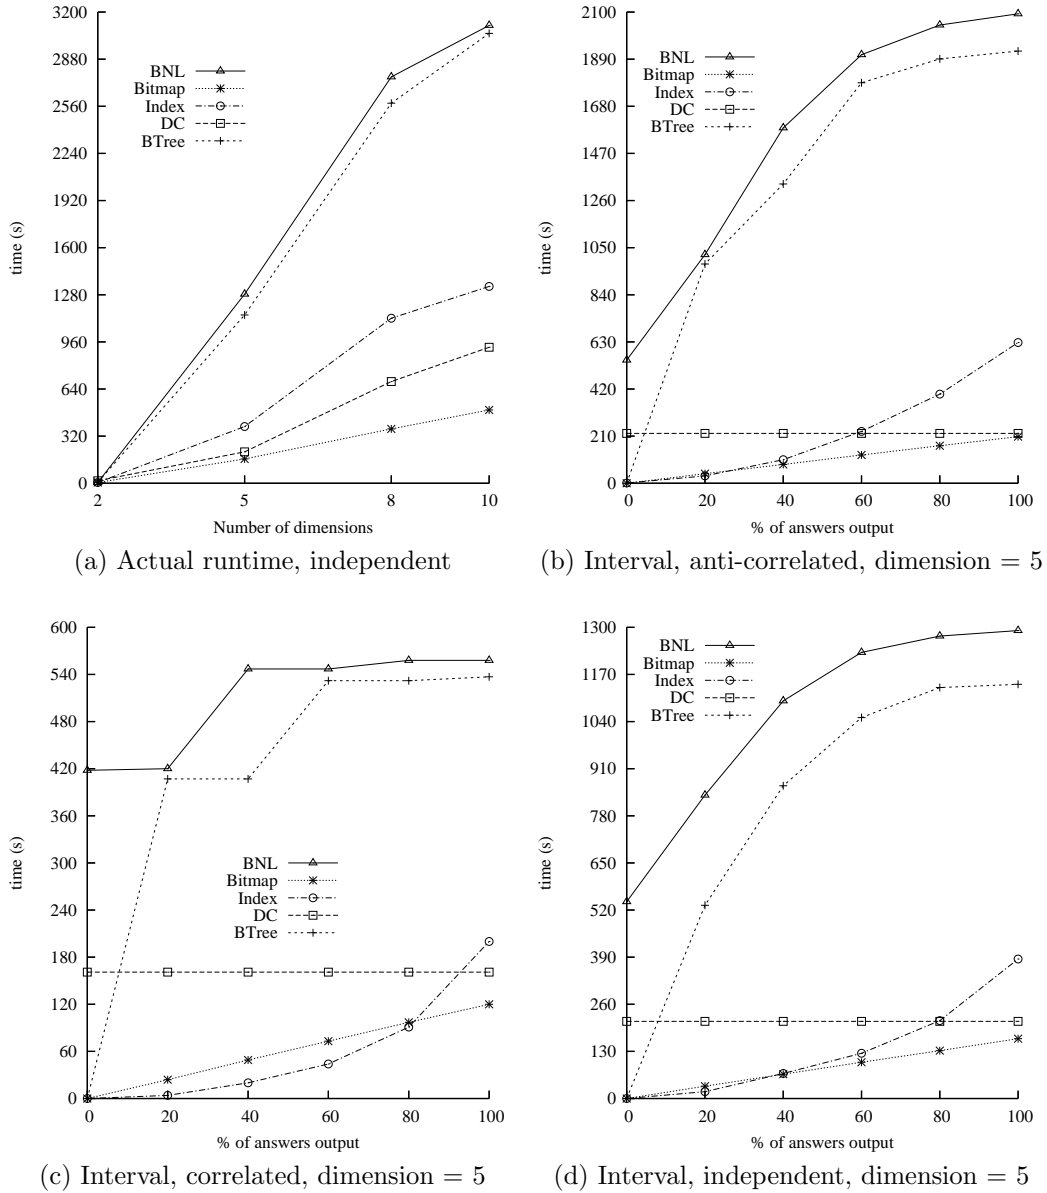 3200
2880
2560
2240
1920
1600
1280
960
640
320
0
time (s)
BNL
Bitmap
Index
DC
BTree
2 5 8 10
Number of dimensions
(a) Actual runtime, independent
2100
1890
1680
1470
1260
1050
840
630
420
210
0
time (s)
BNL
Bitmap
Index
DC
BTree
0 20 40 60 80 100
% of answers output
(b) Interval, anti-correlated, dimension = 5
600
540
480
420
360
300
240
180
120
60
0
time (s)
BNL
Bitmap
Index
DC
BTree
0 20 40 60 80 100
% of answers output
(c) Interval, correlated, dimension = 5
1300
1170
1040
910
780
650
520
390
260
130
0
time (s)
BNL
Bitmap
Index
DC
BTree
0 20 40 60 80 100
% of answers output
(d) Interval, independent, dimension = 5